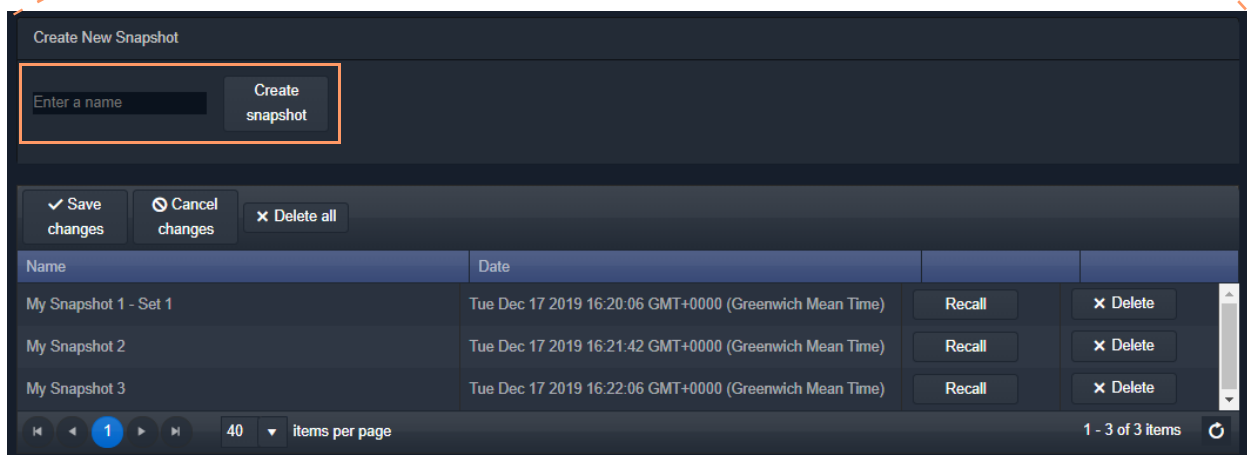 Create New Snapshot
Enter a name
Create
snapshot
Save
changes
Cancel
changes
Delete all
Name Date
My Snapshot 1 - Set 1 Tue Dec 17 2019 16:20:06 GMT+0000 (Greenwich Mean Time) Recall Delete
My Snapshot 2 Tue Dec 17 2019 16:21:42 GMT+0000 (Greenwich Mean Time) Recall Delete
My Snapshot 3 Tue Dec 17 2019 16:22:06 GMT+0000 (Greenwich Mean Time) Recall Delete
1 40 items per page 1 - 3 of 3 items